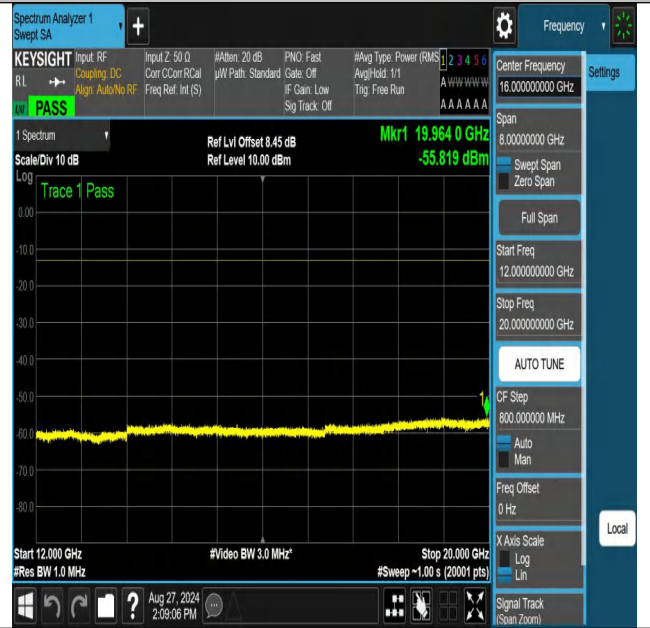 Spectrum Analyzer 1
Swept SA
+
Frequency
KEYSIGHT
RL
LXI PASS
Input: RF
Coupling: DC
Align: Auto/No RF
Input Z: 50 Ω
Corr CCorr RCal
Freq Ref: Int (S)
#Atten: 20 dB
µW Path: Standard
PNO: Fast
Gate: Off
IF Gain: Low
Sig Track: Off
#Avg Type: Power (RMS
Avg|Hold: 1/1
Trig: Free Run
1 2 3 4 5 6
A W W W W W
A A A A A A
Center Frequency
16.000000000 GHz
Settings
1 Spectrum
Scale/Div 10 dB
Log
Ref Lvl Offset 8.45 dB
Ref Level 10.00 dBm
Mkr1 19.964 0 GHz
-55.819 dBm
Trace 1 Pass
0.00
-10.0
-20.0
-30.0
-40.0
-50.0
-60.0
-70.0
-80.0
1
Start 12.000 GHz
#Res BW 1.0 MHz
#Video BW 3.0 MHz*
Stop 20.000 GHz
#Sweep ~1.00 s (20001 pts)
Span
8.00000000 GHz
Swept Span
Zero Span
Full Span
Start Freq
12.000000000 GHz
Stop Freq
20.000000000 GHz
AUTO TUNE
CF Step
800.000000 MHz
Auto
Man
Freq Offset
0 Hz
X Axis Scale
Log
Lin
Signal Track
(Span Zoom)
Local
?
Aug 27, 2024
2:09:06 PM